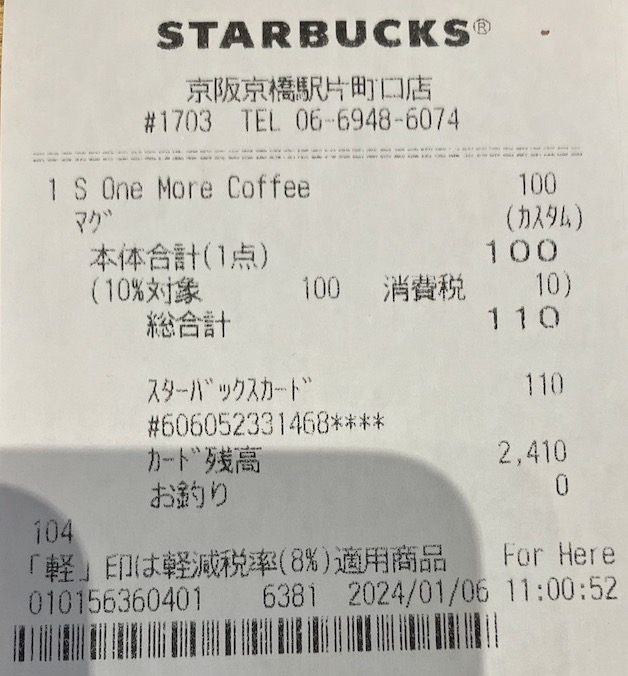 STARBUCKS®
京阪京橋駅片町口店
#1703 TEL 06-6948-6074
1 S One More Coffee 100
マグ (カスタム)
本体合計(1点) 100
(10%対象 100 消費税 10)
総合計 110
スターバックスカード 110
#606052331468****
カード残高 2,410
お釣り 0
104
「軽」印は軽減税率(8%)適用商品 For Here
010156360401 6381 2024/01/06 11:00:52